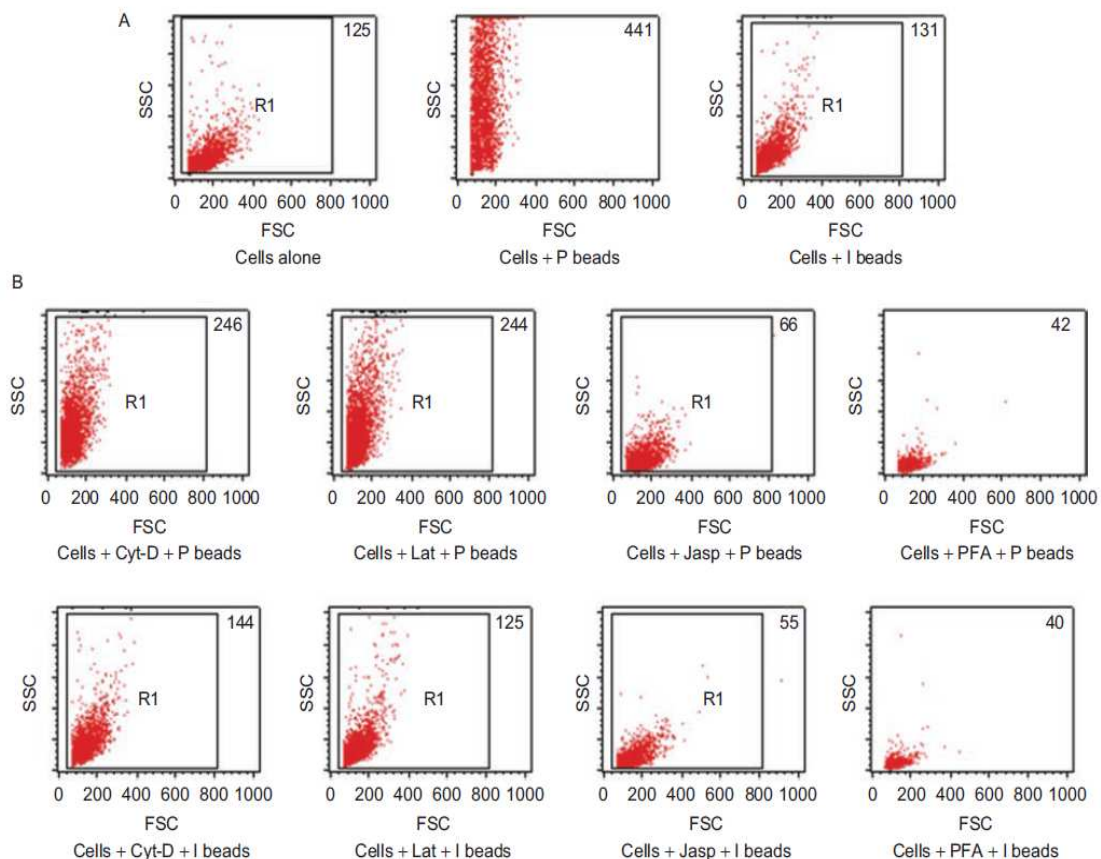 A
125 441 131
SSC R1 SSC SSC R1
0 200 400 600 800 1000 0 200 400 600 800 1000 0 200 400 600 800 1000
FSC FSC FSC
Cells alone Cells + P beads Cells + I beads
B
246 244 66 42
SSC R1 SSC R1 SSC R1 SSC
0 200 400 600 800 1000 0 200 400 600 800 1000 0 200 400 600 800 1000 0 200 400 600 800 1000
FSC FSC FSC FSC
Cells + Cyt-D + P beads Cells + Lat + P beads Cells + Jasp + P beads Cells + PFA + P beads
144 125 55 40
SSC R1 SSC R1 SSC R1 SSC
0 200 400 600 800 1000 0 200 400 600 800 1000 0 200 400 600 800 1000 0 200 400 600 800 1000
FSC FSC FSC FSC
Cells + Cyt-D + I beads Cells + Lat + I beads Cells + Jasp + I beads Cells + PFA + I beads